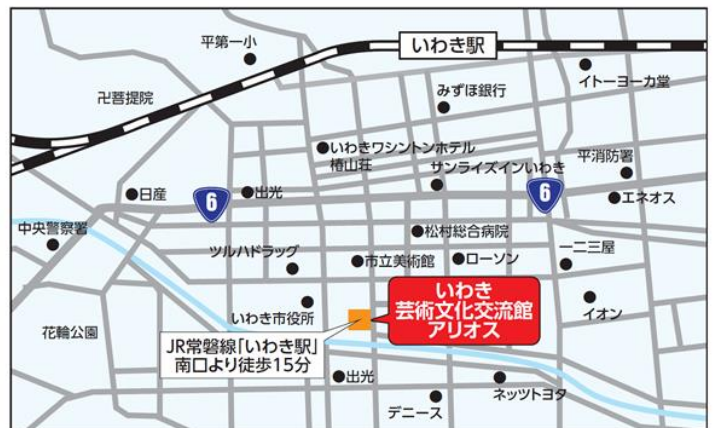 平第一小
いわき駅
イトーヨーカ堂
卍菩提院
みずほ銀行
いわきワシントンホテル
椿山荘
サンライズインいわき
平消防署
日産
6
出光
6
エネオス
中央警察署
松村総合病院
ツルハドラッグ
市立美術館
ローソン
一二三屋
いわき
芸術文化交流館
アリオス
イオン
いわき市役所
花輪公園
JR常磐線「いわき駅」
南口より徒歩15分
出光
ネッツトヨタ
デニース